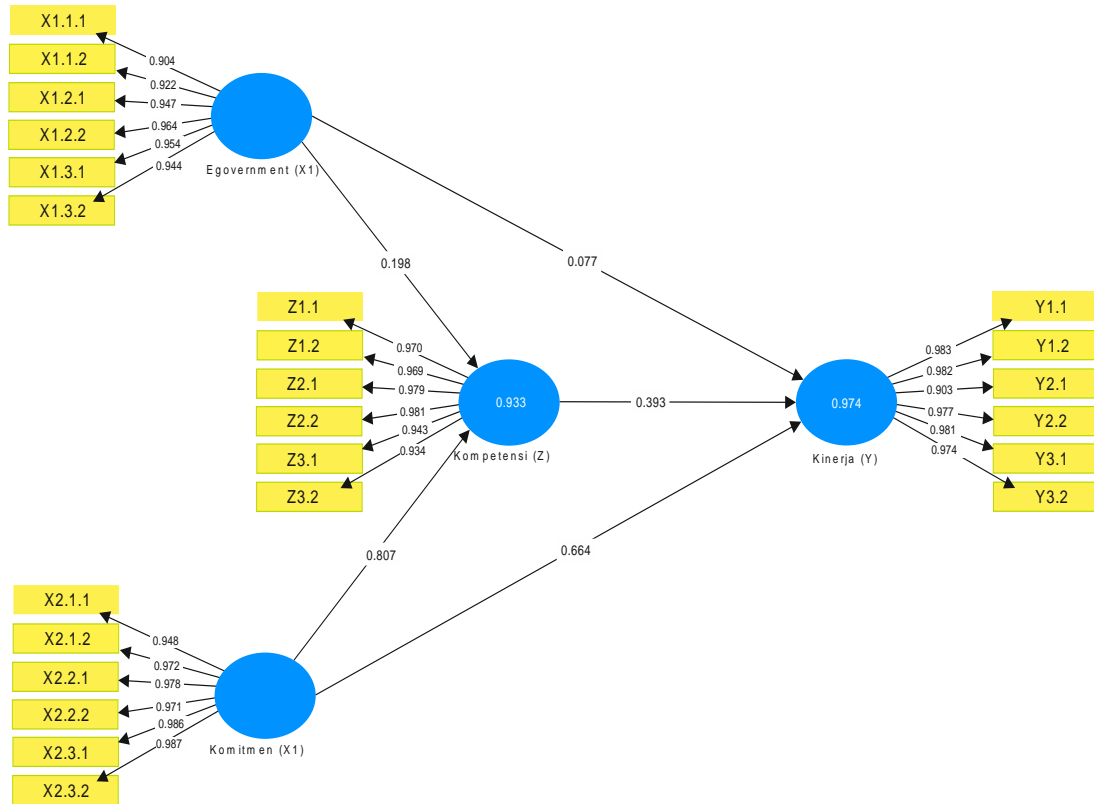 X1.1.1
X1.1.2
X1.2.1
X1.2.2
X1.3.1
X1.3.2
0.904
0.922
0.947
0.964
0.954
0.944
Egovernment (X1)
0.198
0.077
Z1.1
Z1.2
Z2.1
Z2.2
Z3.1
Z3.2
0.970
0.969
0.979
0.981
0.943
0.934
0.933
Kompetensi (Z)
0.393
0.974
Kinerja (Y)
0.983
0.982
0.903
0.977
0.981
0.974
Y1.1
Y1.2
Y2.1
Y2.2
Y3.1
Y3.2
0.807
0.664
X2.1.1
X2.1.2
X2.2.1
X2.2.2
X2.3.1
X2.3.2
0.948
0.972
0.978
0.971
0.986
0.987
Komitmen (X1)